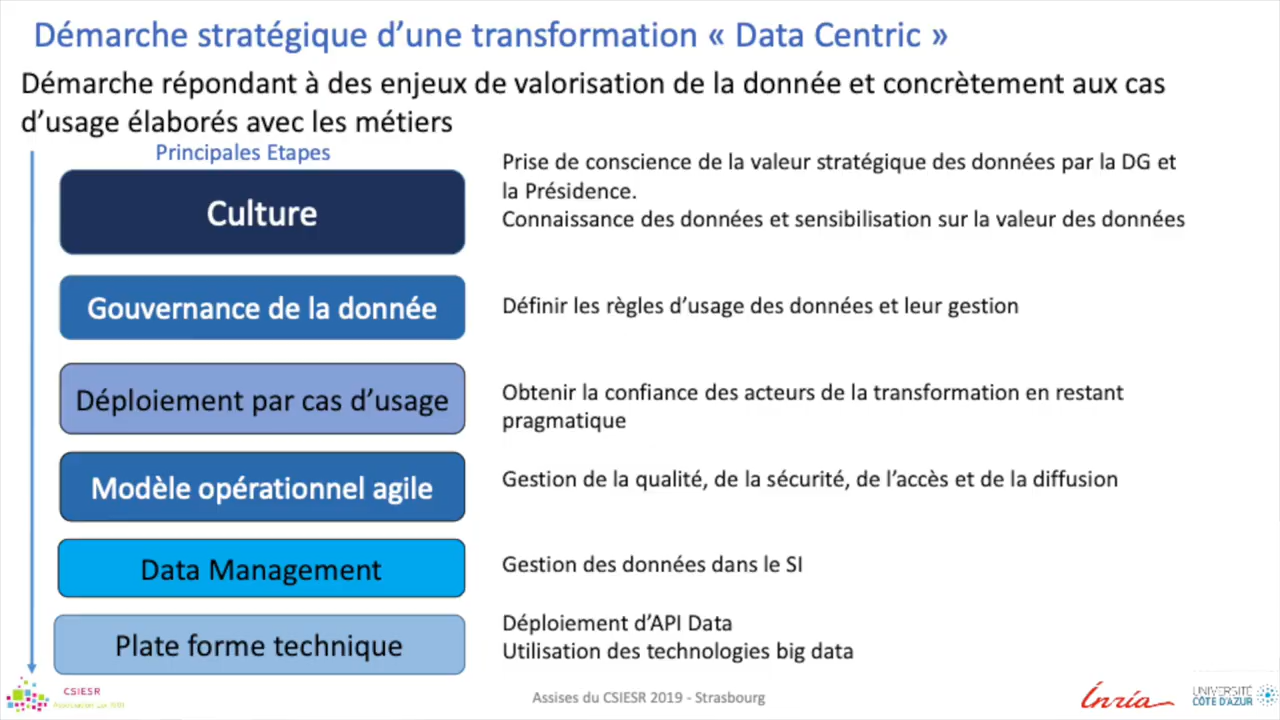 Démarche stratégique d’une transformation « Data Centric »
Démarche répondant à des enjeux de valorisation de la donnée et concrètement aux cas
d’usage élaborés avec les métiers
Principales Etapes
Culture
Prise de conscience de la valeur stratégique des données par la DG et
la Présidence.
Connaissance des données et sensibilisation sur la valeur des données
Gouvernance de la donnée
Définir les règles d’usage des données et leur gestion
Déploiement par cas d’usage
Obtenir la confiance des acteurs de la transformation en restant
pragmatique
Modèle opérationnel agile
Gestion de la qualité, de la sécurité, de l’accès et de la diffusion
Data Management
Gestion des données dans le SI
Plate forme technique
Déploiement d’API Data
Utilisation des technologies big data
CSIESR
Assises du CSIESR 2019 - Strasbourg
Inria
UNIVERSITÉ
CÔTE D’AZUR